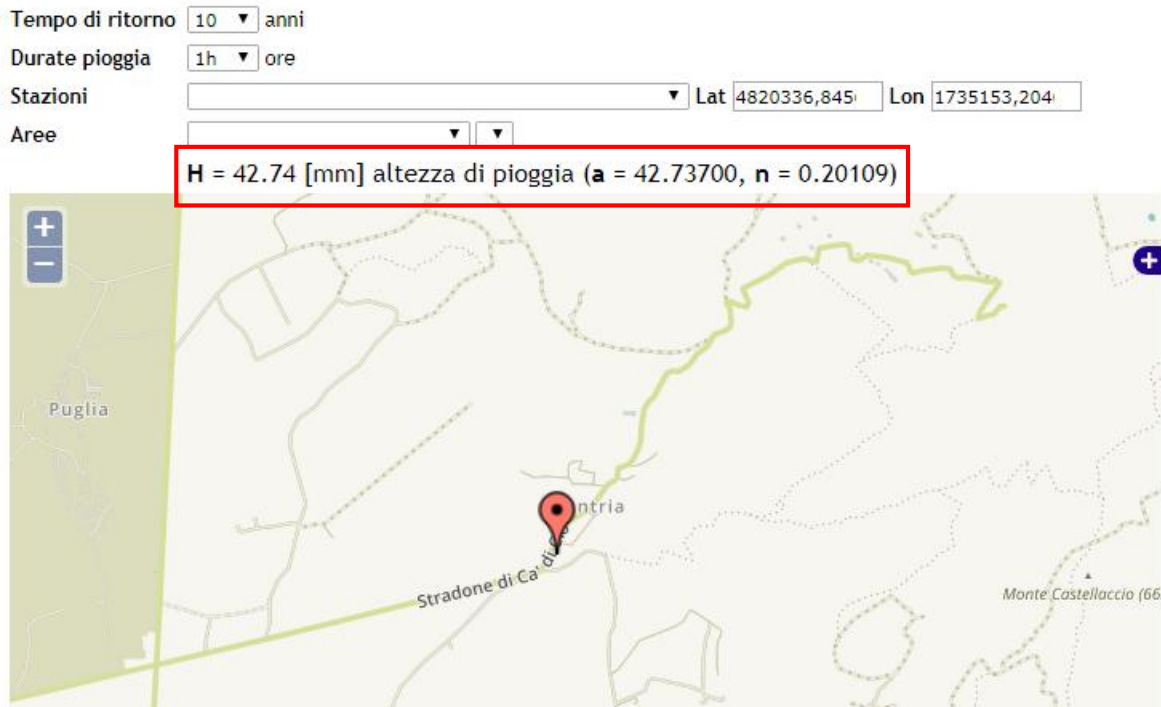 Tempo di ritorno 10 anni
Durate pioggia 1h ore
Stazioni Lat 4820336,845 Lon 1735153,204
Aree
H = 42.74 [mm] altezza di pioggia (a = 42.73700, n = 0.20109)
+
−
+
Puglia
ntria
Stradone di Ca' di
Monte Castellaccio (66